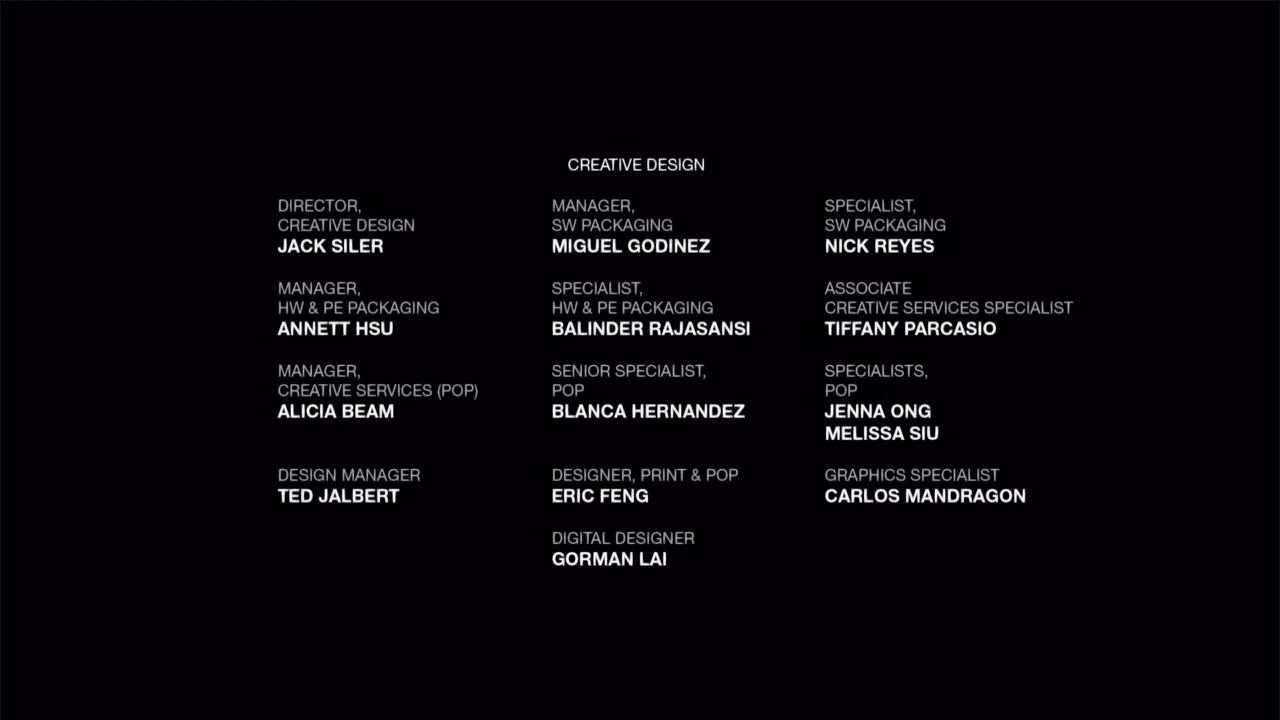 CREATIVE DESIGN
DIRECTOR,
CREATIVE DESIGN
JACK SILER
MANAGER,
SW PACKAGING
MIGUEL GODINEZ
SPECIALIST,
SW PACKAGING
NICK REYES
MANAGER,
HW & PE PACKAGING
ANNETT HSU
SPECIALIST,
HW & PE PACKAGING
BALINDER RAJASANSI
ASSOCIATE
CREATIVE SERVICES SPECIALIST
TIFFANY PARCASIO
MANAGER,
CREATIVE SERVICES (POP)
ALICIA BEAM
SENIOR SPECIALIST,
POP
BLANCA HERNANDEZ
SPECIALISTS,
POP
JENNA ONG
MELISSA SIU
DESIGN MANAGER
TED JALBERT
DESIGNER, PRINT & POP
ERIC FENG
GRAPHICS SPECIALIST
CARLOS MANDRAGON
DIGITAL DESIGNER
GORMAN LAI